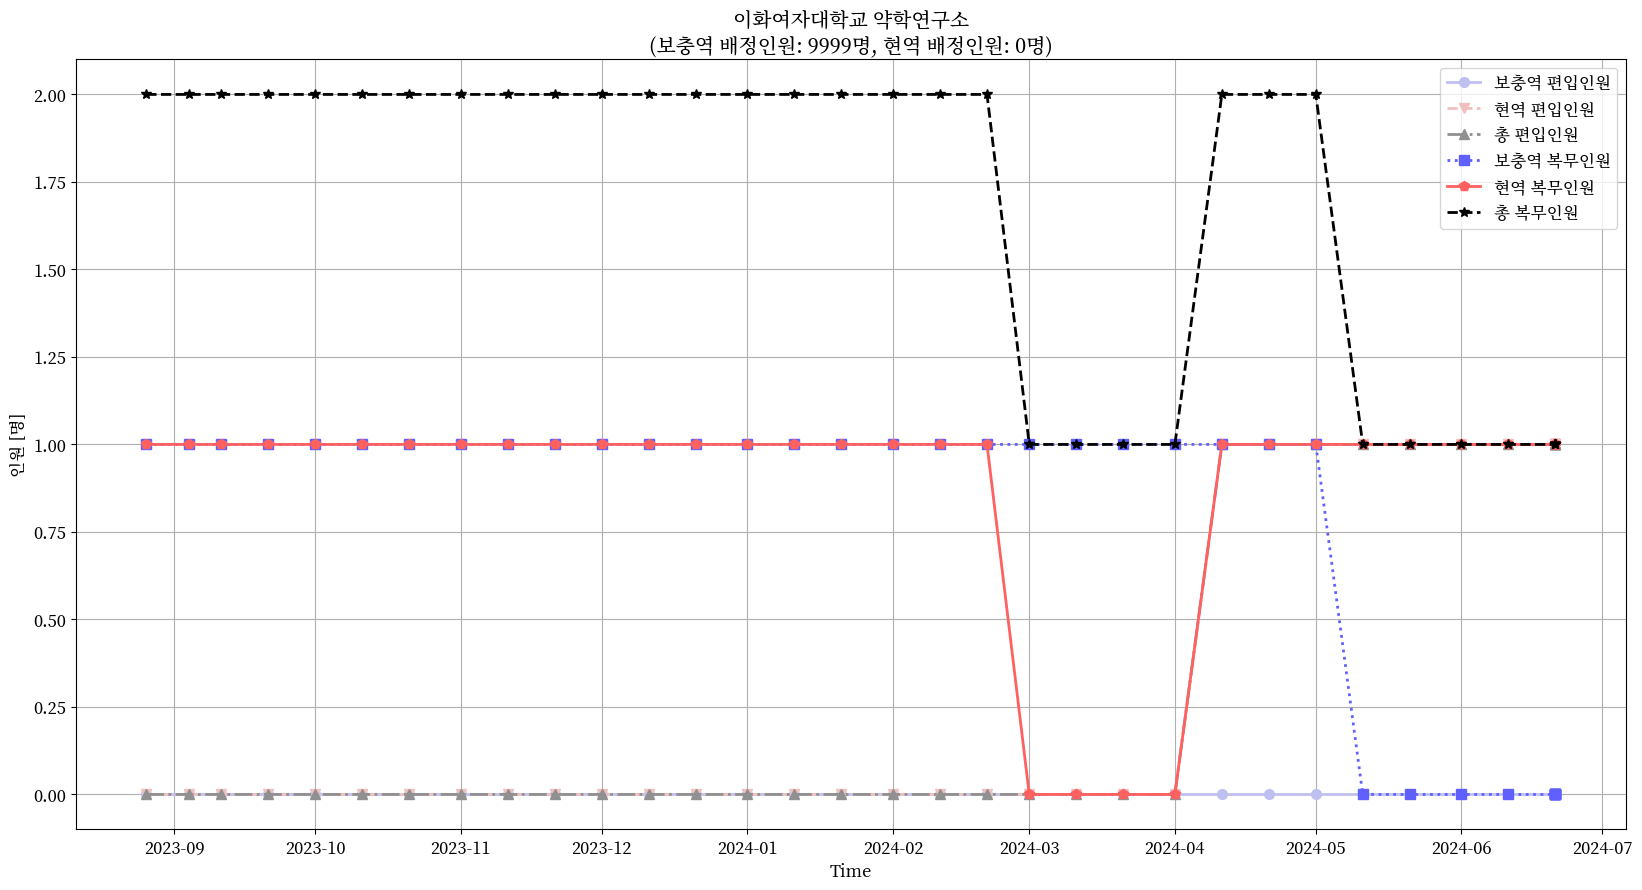 이화여자대학교 약학연구소
(보충역 배정인원: 9999명, 현역 배정인원: 0명)
보충역 편입인원
현역 편입인원
총 편입인원
보충역 복무인원
현역 복무인원
총 복무인원
2.00
1.75
1.50
1.25
1.00
0.75
0.50
0.25
0.00
인원 [명]
2023-09
2023-10
2023-11
2023-12
2024-01
2024-02
2024-03
2024-04
2024-05
2024-06
2024-07
Time